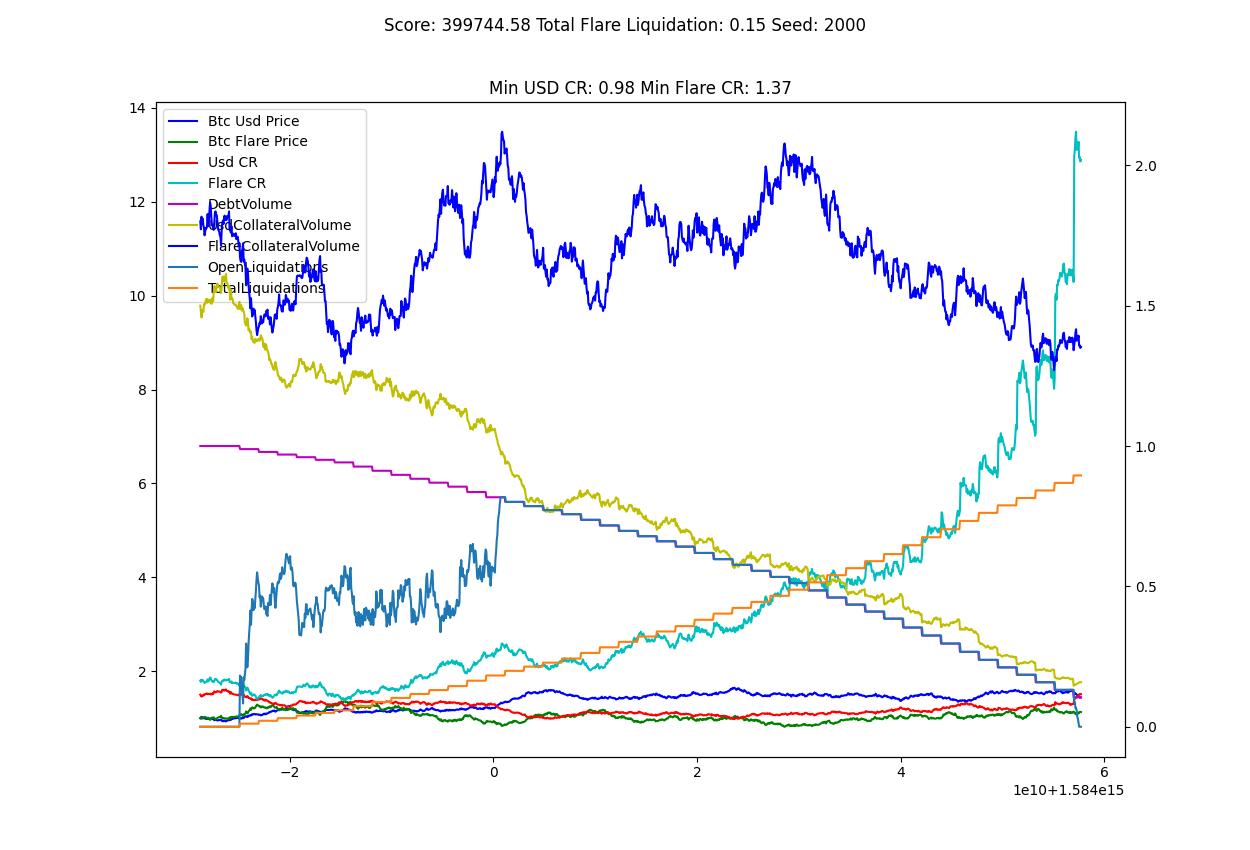 Score: 399744.58 Total Flare Liquidation: 0.15 Seed: 2000
Min USD CR: 0.98 Min Flare CR: 1.37
14
12
10
8
6
4
2
Btc Usd Price
Btc Flare Price
Usd CR
Flare CR
DebtVolume
UsdCollateralVolume
FlareCollateralVolume
OpenLiquidations
TotalLiquidations
2.0
1.5
1.0
0.5
0.0
−2
0
2
4
6
1e10+1.584e15